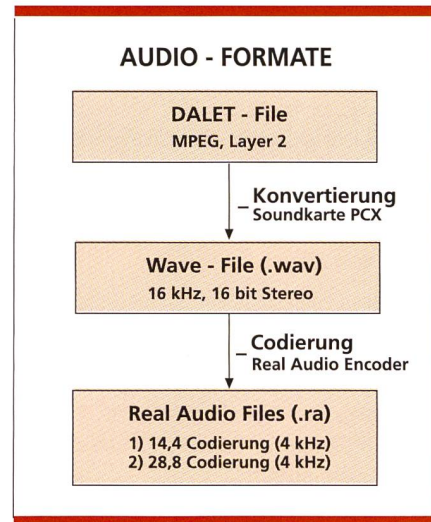 AUDIO - FORMATE
DALET - File
MPEG, Layer 2
– Konvertierung
Soundkarte PCX
Wave - File (.wav)
16 kHz, 16 bit Stereo
– Codierung
Real Audio Encoder
Real Audio Files (.ra)
1) 14,4 Codierung (4 kHz)
2) 28,8 Codierung (4 kHz)